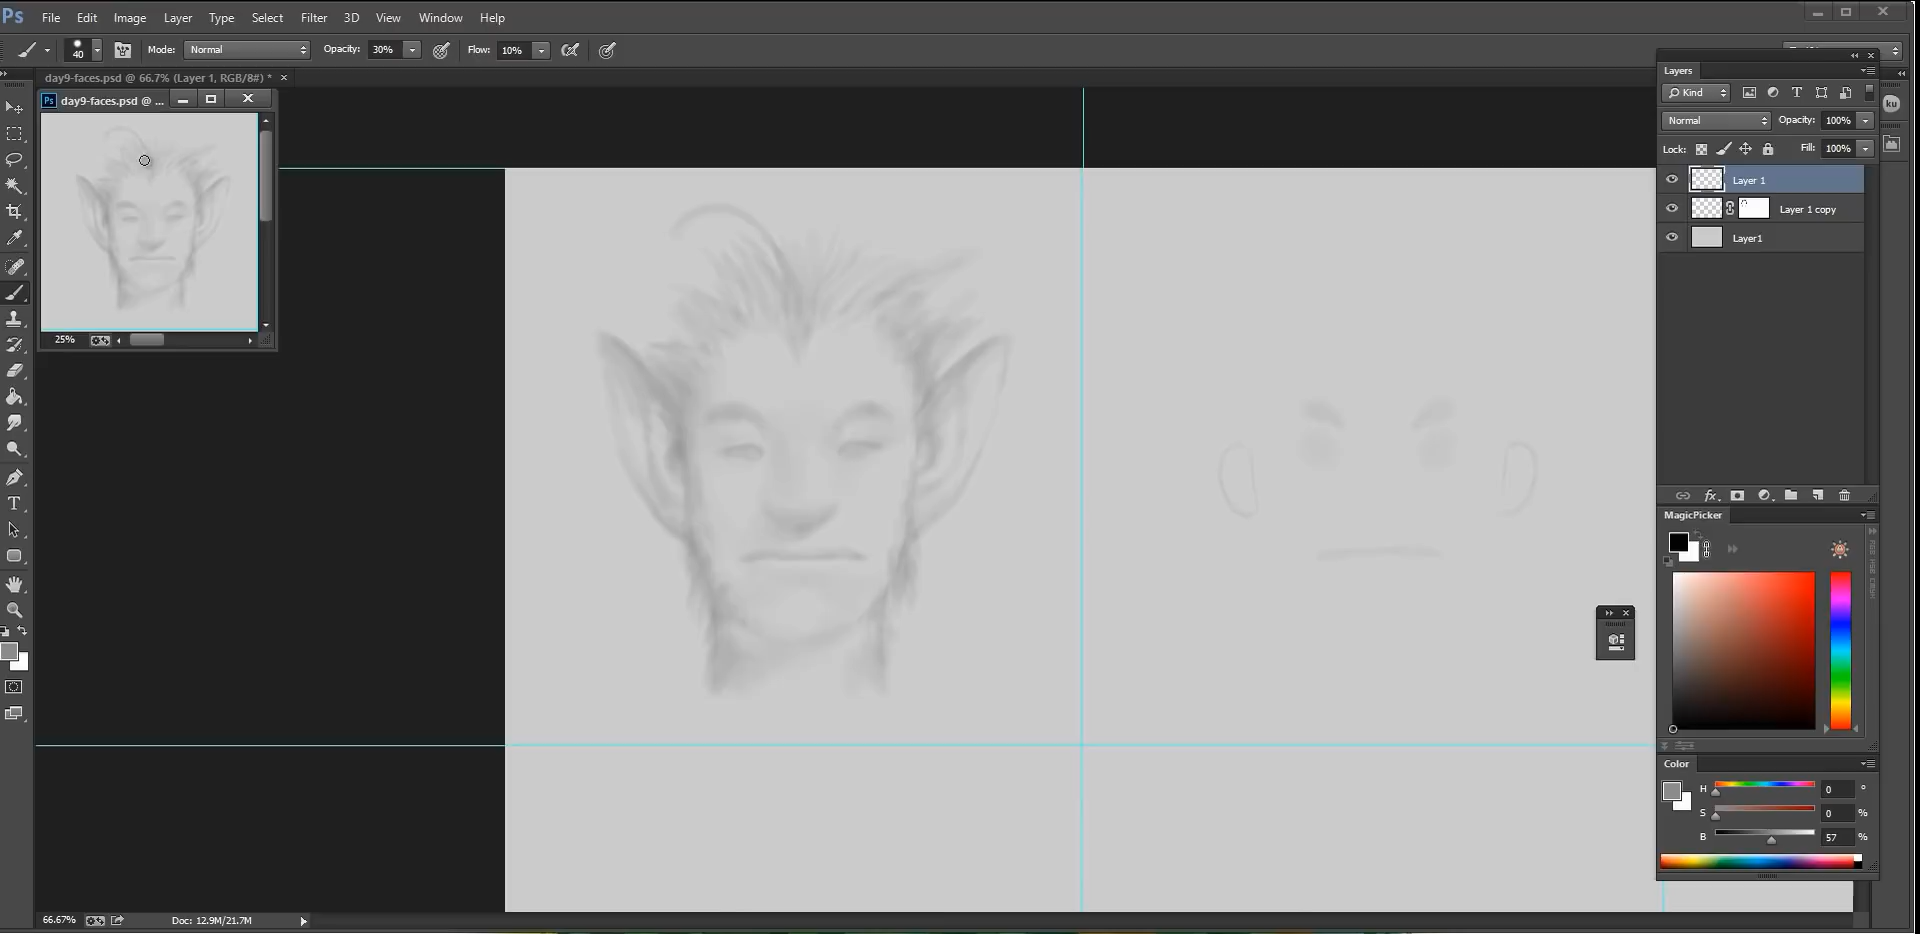 Ps File Edit Image Layer Type Select Filter 3D View Window Help
40 Mode: Normal Opacity: 30% Flow: 10%
day9-faces.psd @ 66.7% (Layer 1, RGB/8#) *
Ps day9-faces.psd @ ...
25%
Layers
Kind
Normal Opacity: 100%
Lock: Fill: 100%
Layer 1
Layer 1 copy
Layer1
fx
ku
MagicPicker
Color
H 0 °
S 0 %
B 57 %
66.67% Doc: 12.9M/21.7M